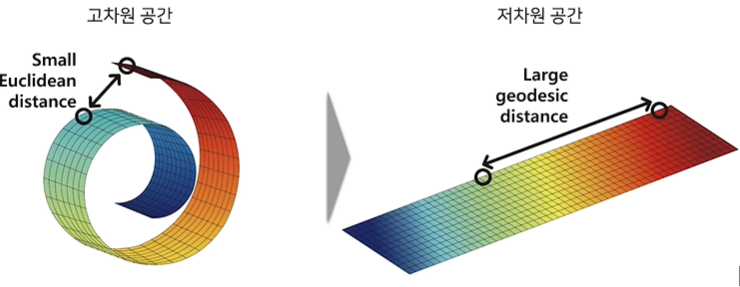 고차원 공간
저차원 공간
Small
Euclidean
distance
Large
geodesic
distance